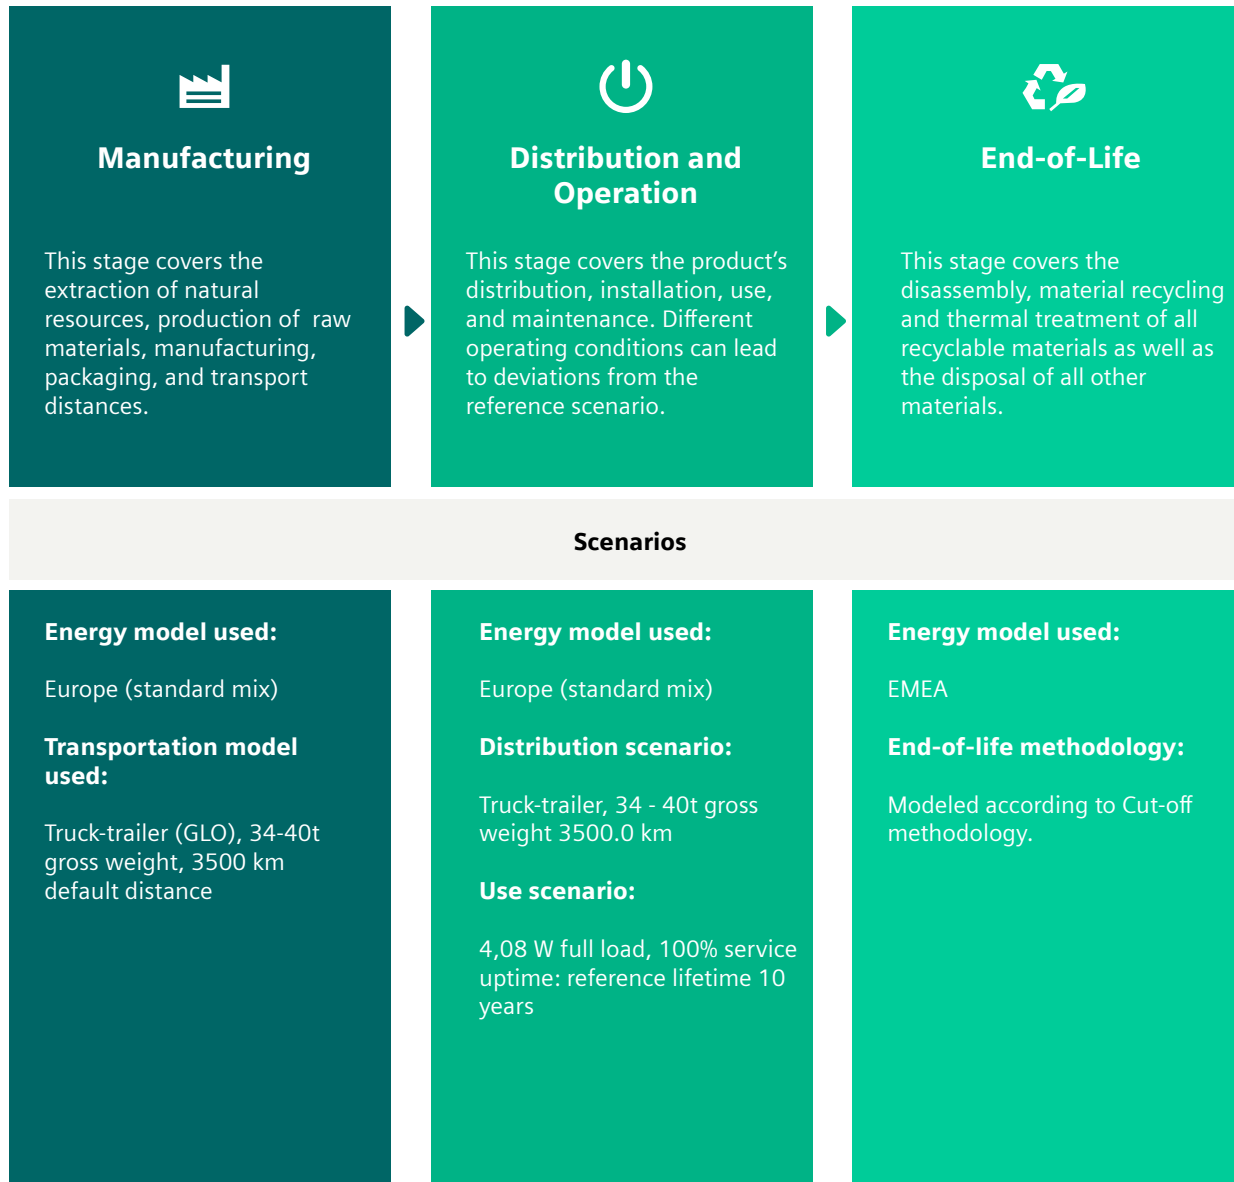 Manufacturing
This stage covers the
extraction of natural
resources, production of  raw
materials, manufacturing,
packaging, and transport
distances.
Distribution and
Operation
This stage covers the product’s
distribution, installation, use,
and maintenance. Different
operating conditions can lead
to deviations from the
reference scenario.
End-of-Life
This stage covers the
disassembly, material recycling
and thermal treatment of all
recyclable materials as well as
the disposal of all other
materials.
Scenarios
Energy model used:
Europe (standard mix)
Transportation model
used:
Truck-trailer (GLO), 34-40t
gross weight, 3500 km
default distance
Energy model used:
Europe (standard mix)
Distribution scenario:
Truck-trailer, 34 - 40t gross
weight 3500.0 km
Use scenario:
4,08 W full load, 100% service
uptime: reference lifetime 10
years
Energy model used:
EMEA
End-of-life methodology:
Modeled according to Cut-off
methodology.